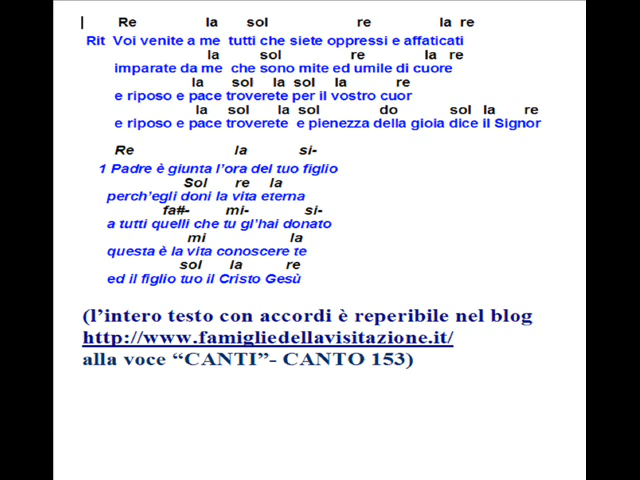 Re la sol re la re
Rit Voi venite a me tutti che siete oppressi e affaticati
la sol re la re
imparate da me che sono mite ed umile di cuore
la sol la sol la re
e riposo e pace troverete per il vostro cuor
la sol la sol do sol la re
e riposo e pace troverete e pienezza della gioia dice il Signor
Re la si-
1 Padre è giunta l'ora del tuo figlio
Sol re la
perch'egli doni la vita eterna
fa#- mi- si-
a tutti quelli che tu gl'hai donato
mi la
questa è la vita conoscere te
sol la re
ed il figlio tuo il Cristo Gesù
(l'intero testo con accordi è reperibile nel blog
http://www.famigliedellavisitazione.it/
alla voce “CANTI”- CANTO 153)